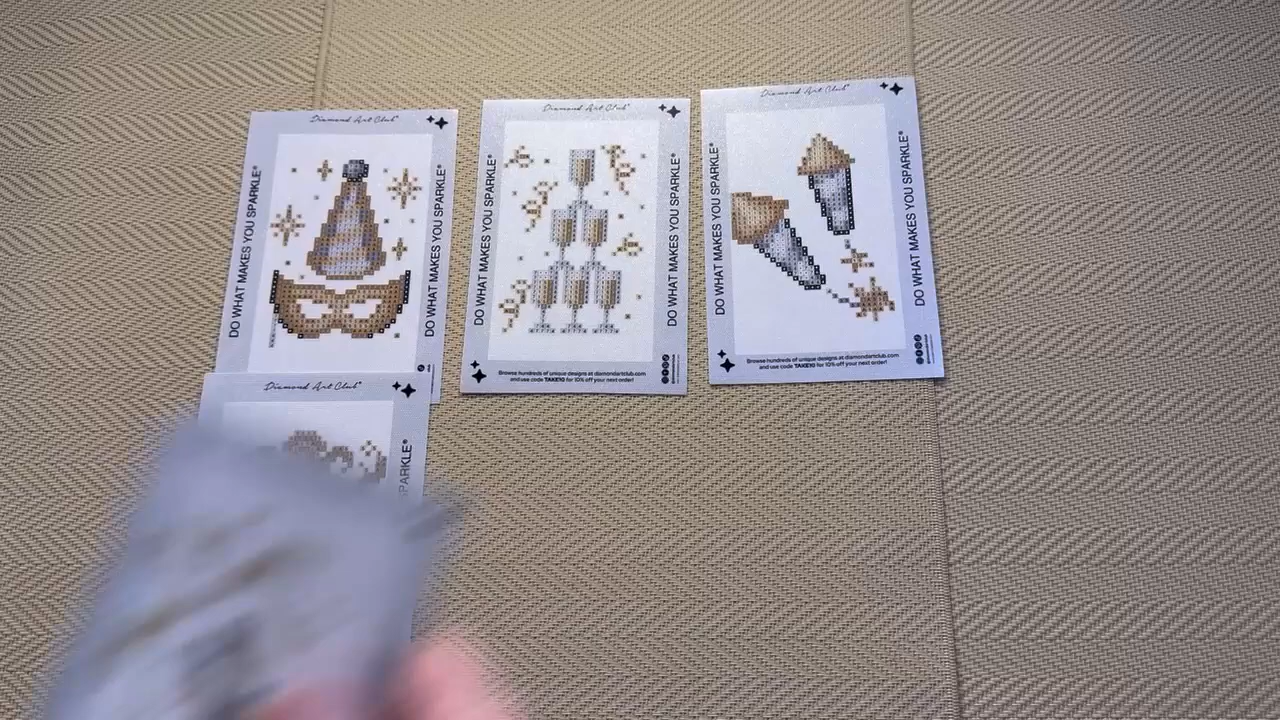 Diamond Art Club®
DO WHAT MAKES YOU SPARKLE®
DO WHAT MAKES YOU SPARKLE®
Diamond Art Club®
DO WHAT MAKES YOU SPARKLE®
DO WHAT MAKES YOU SPARKLE®
Browse hundreds of unique designs at diamondartclub.com
and use code TAKE10 for 10% off your next order!
Diamond Art Club®
DO WHAT MAKES YOU SPARKLE®
DO WHAT MAKES YOU SPARKLE®
Browse hundreds of unique designs at diamondartclub.com
and use code TAKE10 for 10% off your next order!
Diamond Art Club®
SPARKLE®